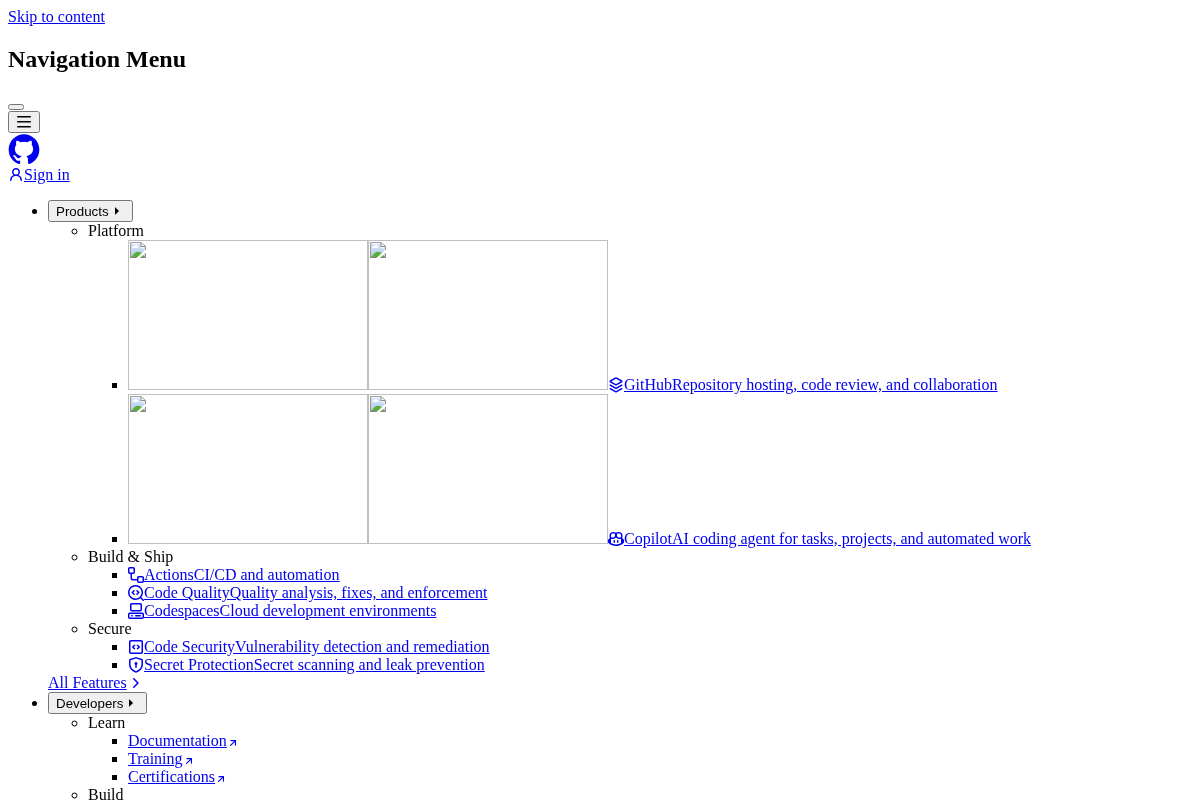 Skip to content
Navigation Menu
Sign in
Products
Platform
GitHubRepository hosting, code review, and collaboration
CopilotAI coding agent for tasks, projects, and automated work
Build & Ship
ActionsCI/CD and automation
Code QualityQuality analysis, fixes, and enforcement
CodespacesCloud development environments
Secure
Code SecurityVulnerability detection and remediation
Secret ProtectionSecret scanning and leak prevention
All Features
Developers
Learn
Documentation
Training
Certifications
Build